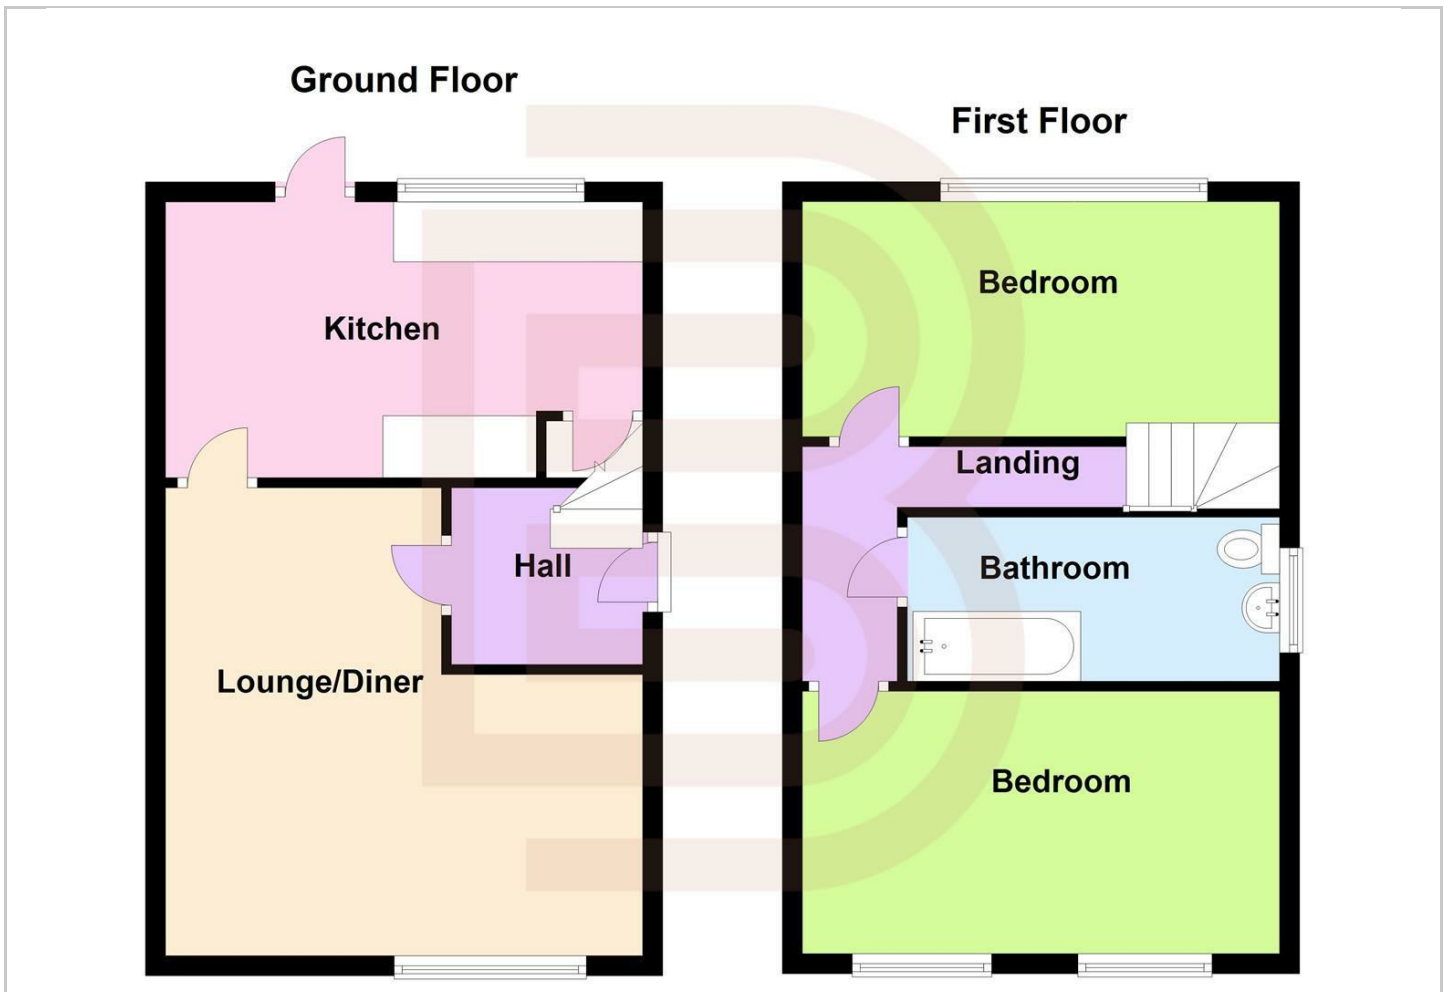 Ground Floor
First Floor
Kitchen
Hall
Lounge/Diner
Bedroom
Landing
Bathroom
Bedroom